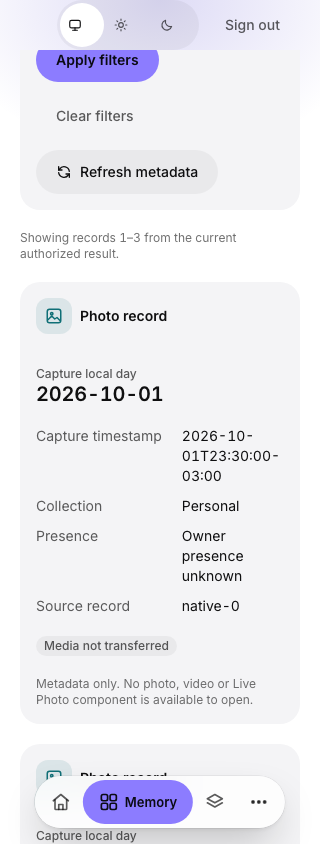 Sign out
Apply filters
Clear filters
Refresh metadata
Showing records 1–3 from the current
authorized result.
Photo record
Capture local day
2026-10-01
Capture timestamp
2026-10-
01T23:30:00-
03:00
Collection
Personal
Presence
Owner
presence
unknown
Source record
native-0
Media not transferred
Metadata only. No photo, video or Live
Photo component is available to open.
Photo record
Memory
Capture local day